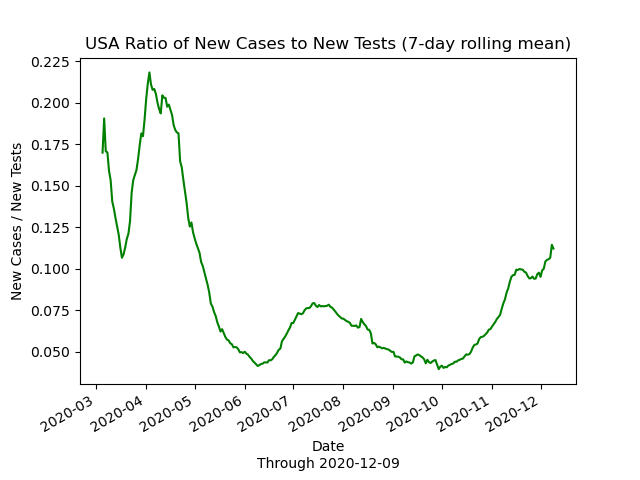 USA Ratio of New Cases to New Tests (7-day rolling mean)
New Cases / New Tests
0.225
0.200
0.175
0.150
0.125
0.100
0.075
0.050
2020-03 2020-04 2020-05 2020-06 2020-07 2020-08 2020-09 2020-10 2020-11 2020-12
Date
Through 2020-12-09